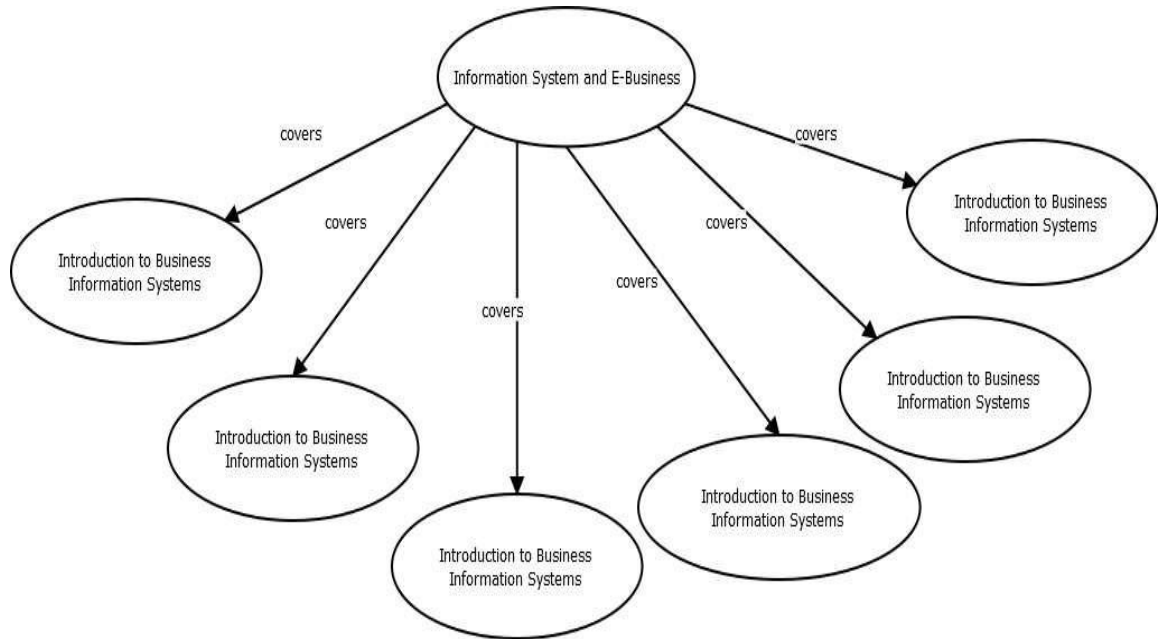 Information System and E-Business
covers
covers
Introduction to Business
Information Systems
covers
covers
Introduction to Business
Information Systems
covers
covers
Introduction to Business
Information Systems
Introduction to Business
Information Systems
Introduction to Business
Information Systems
Introduction to Business
Information Systems